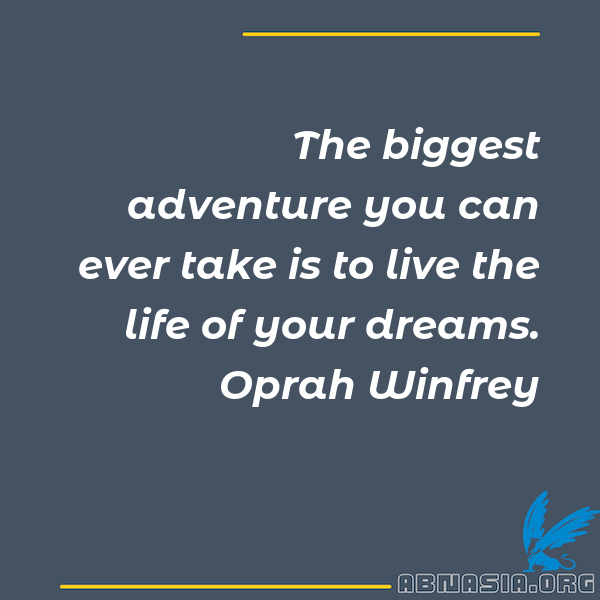 The biggest
adventure you can
ever take is to live the
life of your dreams.
Oprah Winfrey
ABNASIA.ORG